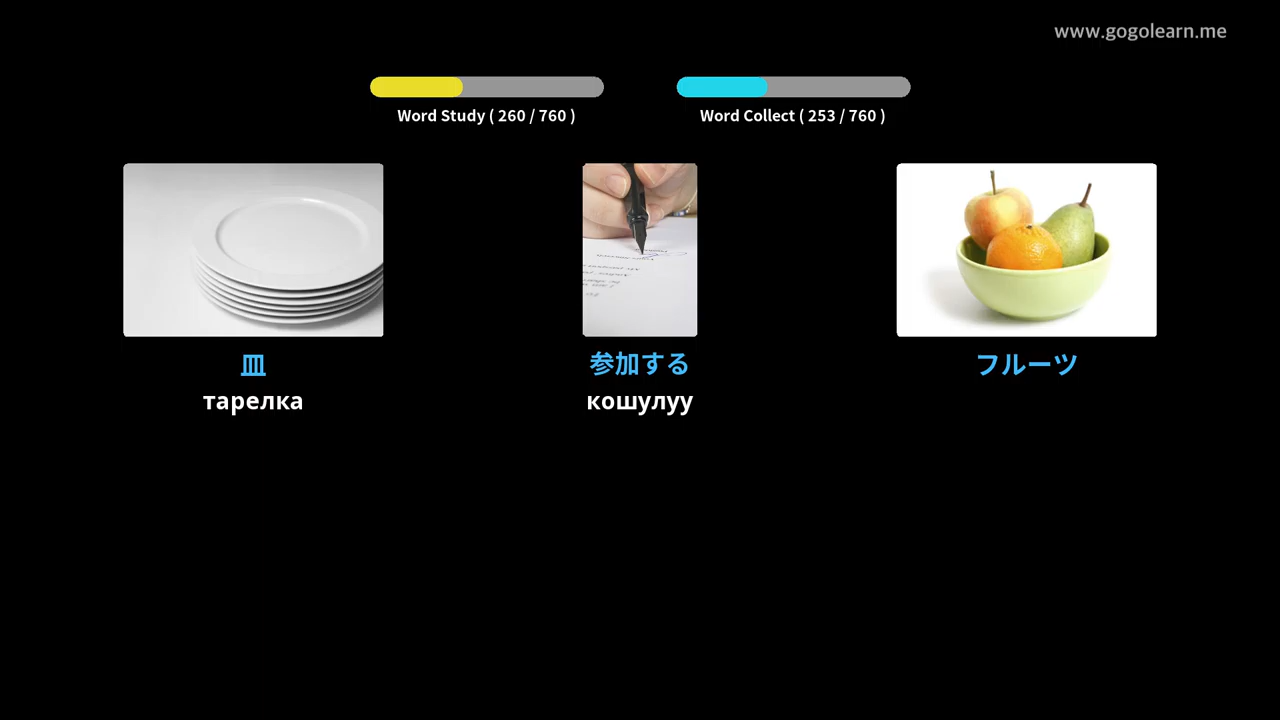 www.gogolearn.me
Word Study ( 260 / 760 )
Word Collect ( 253 / 760 )
皿
参加する
フルーツ
тарелка
кошулуу